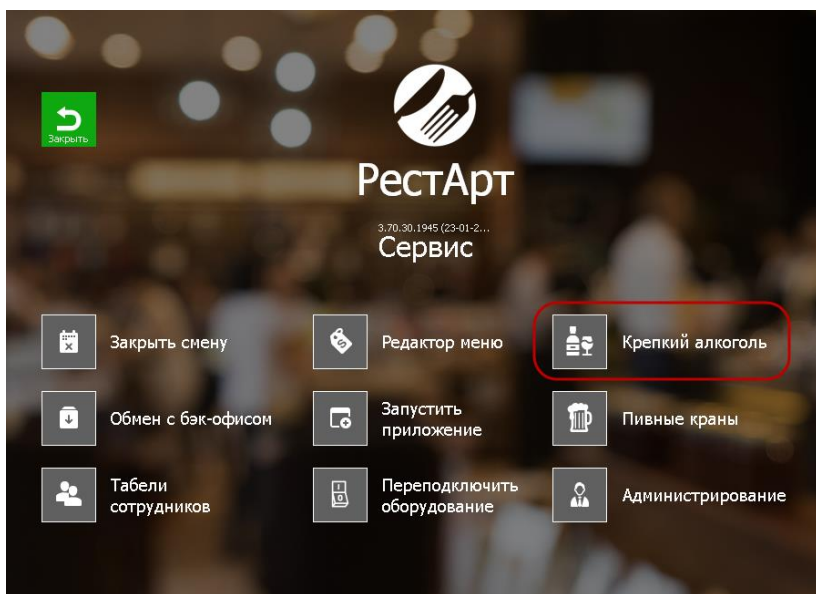 Закрыть
РестАрт
3.70.30.1945 (23-01-2...
Сервис
Закрыть смену
Редактор меню
Крепкий алкоголь
Обмен с бэк-офисом
Запустить
приложение
Пивные краны
Табели
сотрудников
Переподключить
оборудование
Администрирование